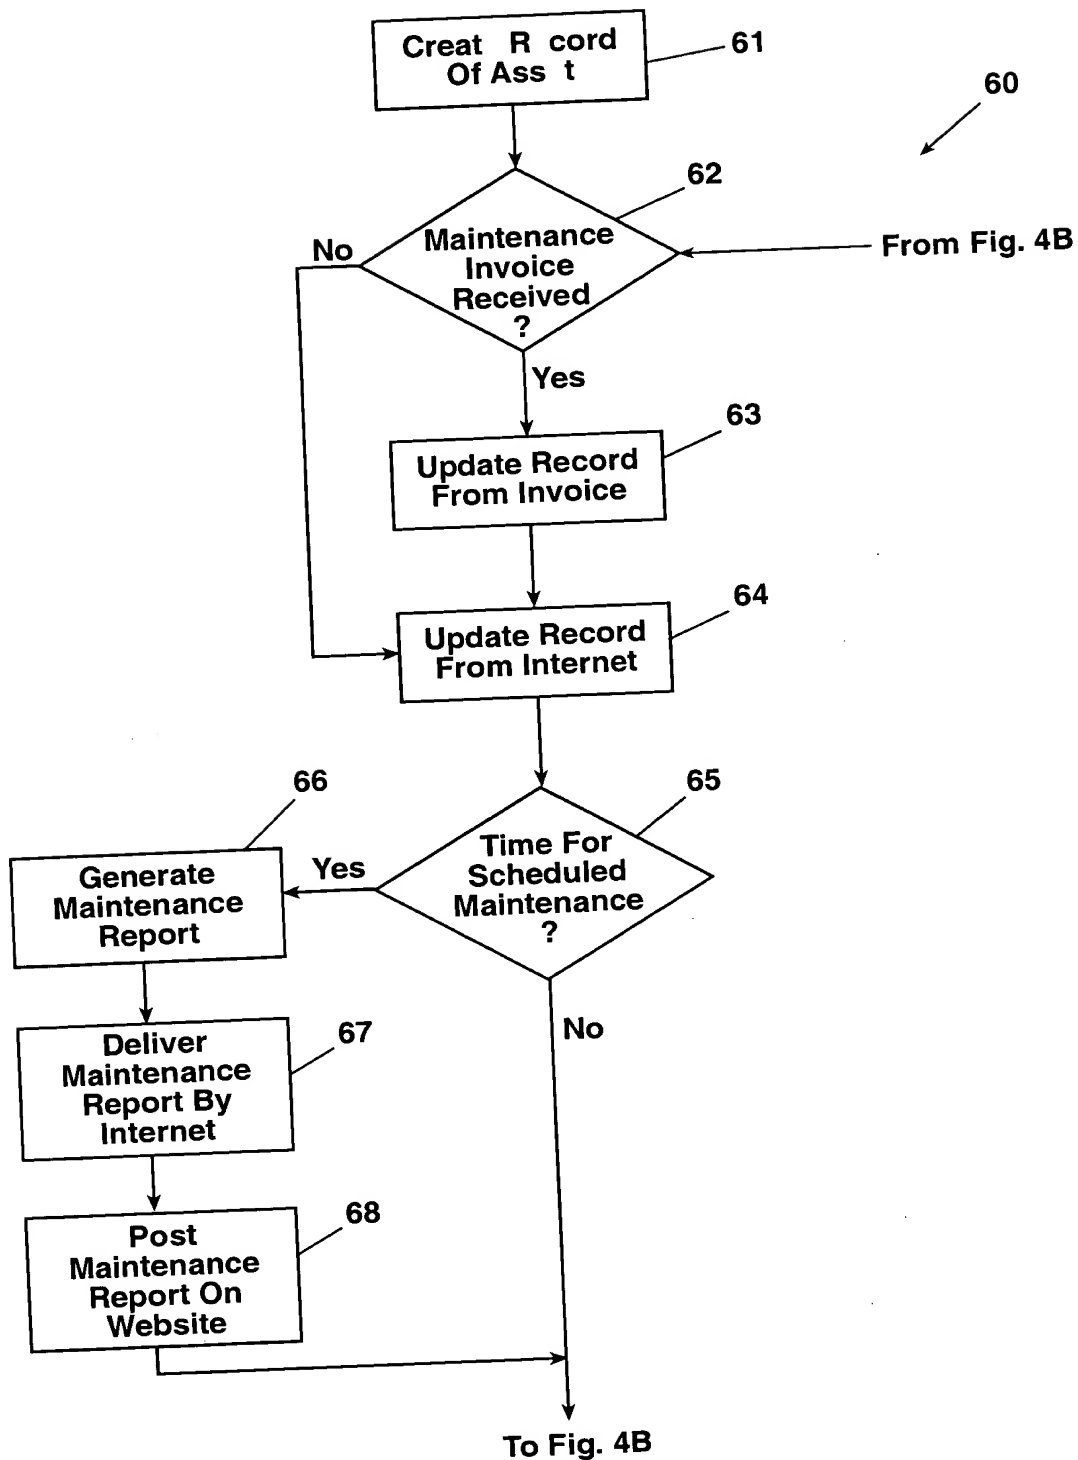 Creat R cord
Of Ass t
61
60
62
Maintenance
Invoice
Received
?
No
From Fig. 4B
Yes
63
Update Record
From Invoice
64
Update Record
From Internet
65
Time For
Scheduled
Maintenance
?
66
Yes
Generate
Maintenance
Report
No
67
Deliver
Maintenance
Report By
Internet
68
Post
Maintenance
Report On
Website
To Fig. 4B